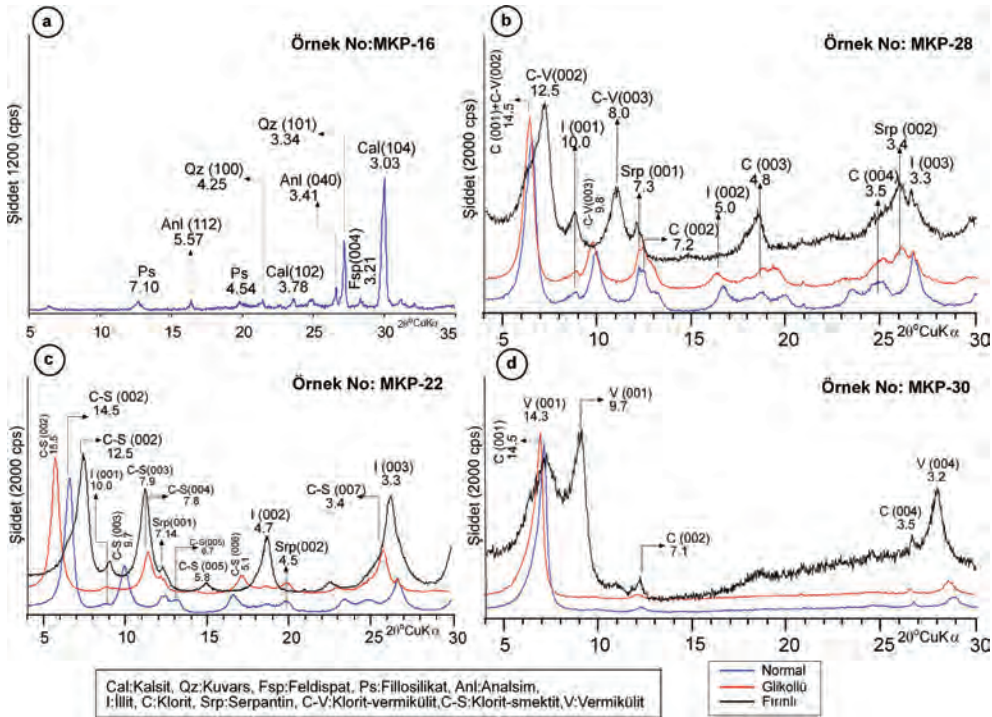 a
Örnek No:MKP-16
Şiddet 1200 (cps)
Qz (101)
3.34
Cal(104)
3.03
Qz (100)
4.25
Anl (040)
3.41
Anl (112)
5.57
Ps
7.10
Ps
4.54
Cal(102)
3.78
Fsp(004)
3.21
5 10 15 20 25 30 35
2θ°CuKα
b
Örnek No: MKP-28
Şiddet (2000 cps)
C (001)+C-V(002)
14.5
C-V(002)
12.5
I (001)
10.0
C-V(003)
8.0
C-V(003)
9.8
Srp (001)
7.3
C (002)
7.2
I (002)
5.0
C (003)
4.8
C (004)
3.5
Srp (002)
3.4
I (003)
3.3
5 10 15 20 25 30
2θ°CuKα
c
Örnek No: MKP-22
Şiddet (2000 cps)
C-S (002)
15.5
C-S (002)
14.5
C-S (002)
12.5
I (001)
10.0
C-S (003)
9.7
C-S(003)
7.9
C-S(004)
7.8
Srp(001)
7.14
C-S(005)
6.7
C-S (005)
5.8
C-S (006)
5.1
I (002)
4.7
Srp(002)
4.5
C-S (007)
3.4
I (003)
3.3
5 10 15 20 25 30
2θ°CuKα
d
Örnek No: MKP-30
Şiddet (2000 cps)
C (001)
14.5
V (001)
14.3
V (001)
9.7
C (002)
7.1
C (004)
3.5
V (004)
3.2
5 10 15 20 25 30
2θ°CuKα
Cal:Kalsit, Qz:Kuvars, Fsp:Feldispat, Ps:Fillosilikat, Anl:Analsim,
I:İllit, C:Klorit, Srp:Serpantin, C-V:Klorit-vermikülit,C-S:Klorit-smektit,V:Vermikülit
Normal
Glikollü
Fırınlı